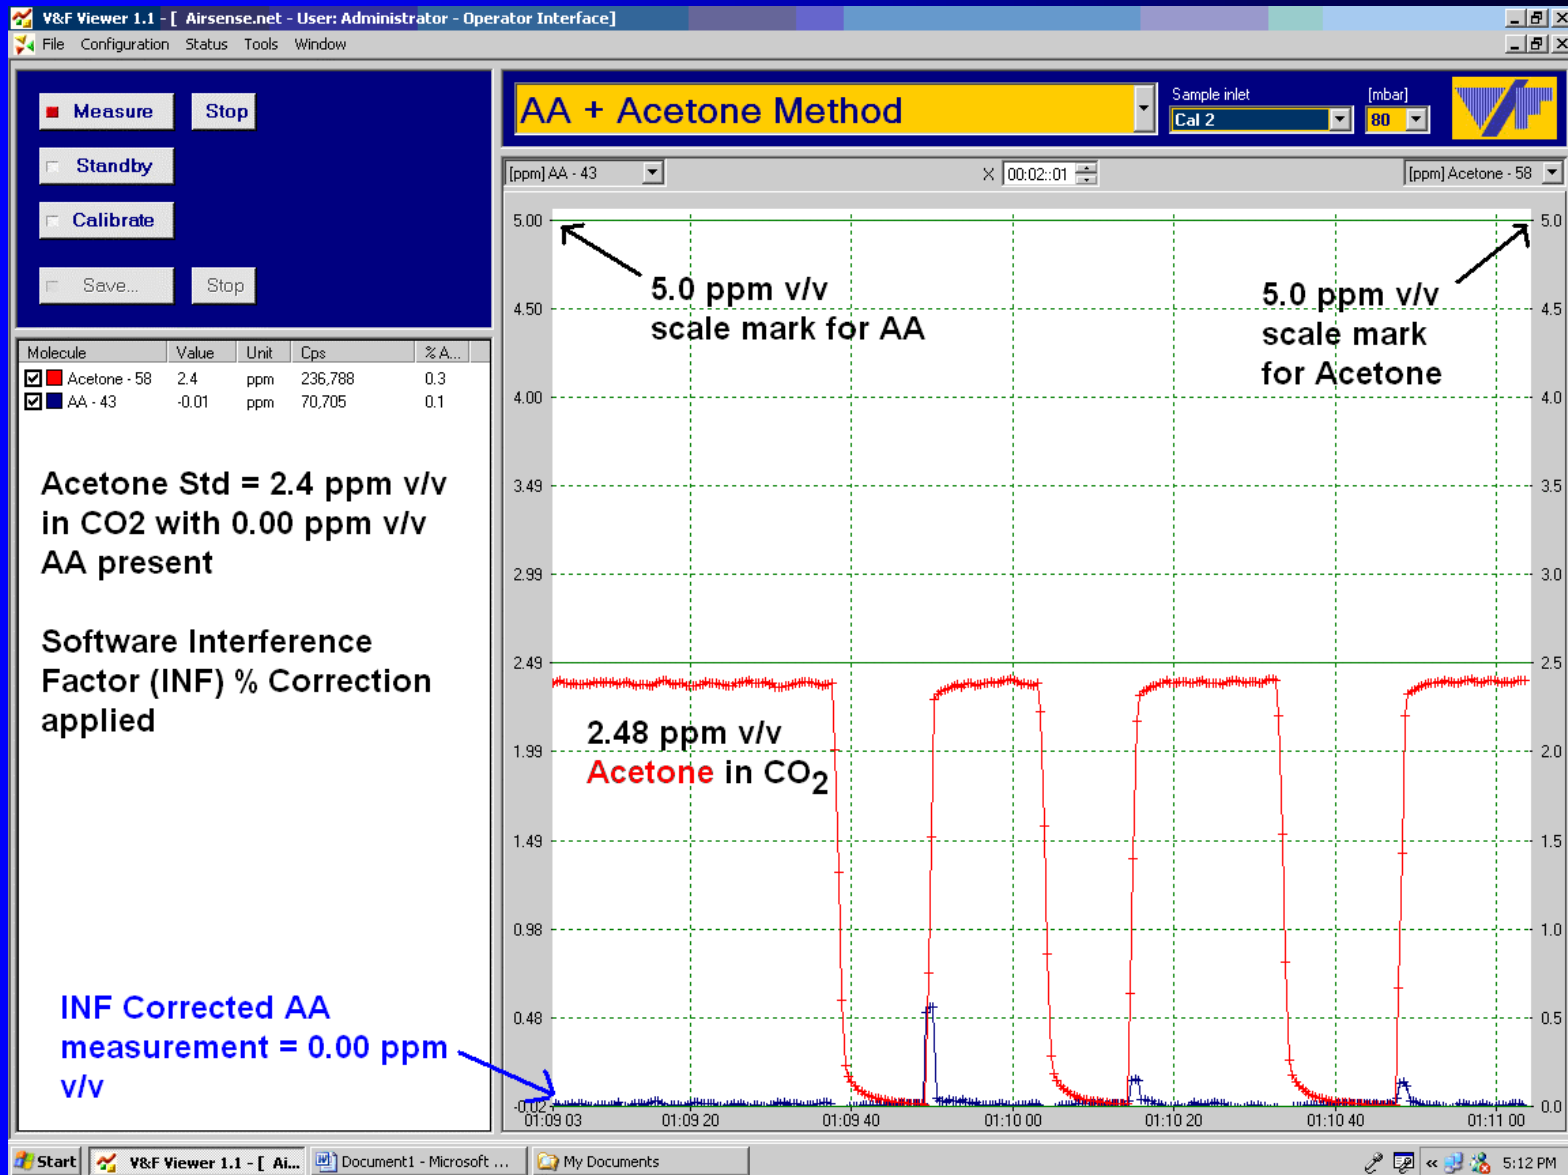 V&F Viewer 1.1 - [ Airsense.net - User: Administrator - Operator Interface]
File Configuration Status Tools Window
Measure Stop
Standby
Calibrate
Save... Stop
AA + Acetone Method
Sample inlet [mbar]
Cal 2 80
[ppm] AA - 43 X 00:02::01 [ppm] Acetone - 58
Molecule Value Unit Cps % A...
Acetone - 58 2.4 ppm 236,788 0.3
AA - 43 -0.01 ppm 70,705 0.1
Acetone Std = 2.4 ppm v/v
in CO2 with 0.00 ppm v/v
AA present
Software Interference
Factor (INF) % Correction
applied
INF Corrected AA
measurement = 0.00 ppm
v/v
5.00
4.50
4.00
3.49
2.99
2.49
1.99
1.49
0.98
0.48
-0.02
5.0 ppm v/v
scale mark for AA
5.0 ppm v/v
scale mark
for Acetone
2.48 ppm v/v
Acetone in CO2
5.0
4.5
4.0
3.5
3.0
2.5
2.0
1.5
1.0
0.5
0.0
01:09 03 01:09 20 01:09 40 01:10 00 01:10 20 01:10 40 01:11 00
Start V&F Viewer 1.1 - [ Ai... Document1 - Microsoft ... My Documents « 5:12 PM